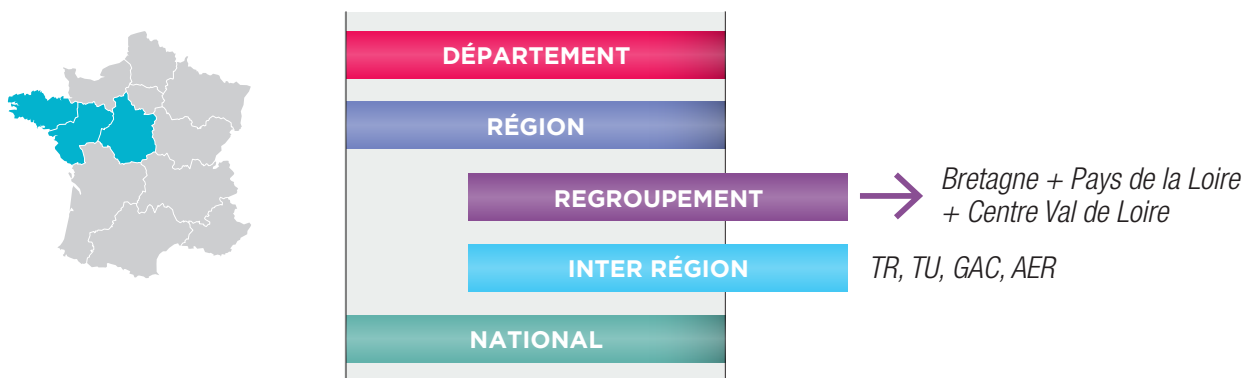 DÉPARTEMENT
RÉGION
REGROUPEMENT
Bretagne + Pays de la Loire
+ Centre Val de Loire
INTER RÉGION
TR, TU, GAC, AER
NATIONAL